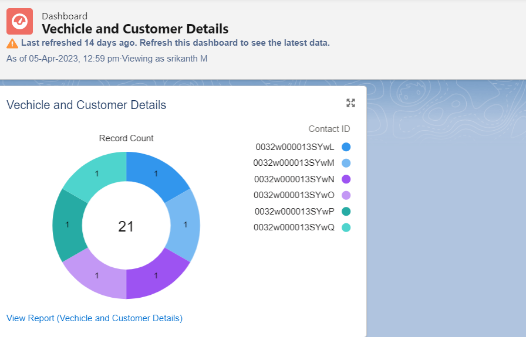 Dashboard
Vechicle and Customer Details
Last refreshed 14 days ago. Refresh this dashboard to see the latest data.
As of 05-Apr-2023, 12:59 pm·Viewing as srikanth M
Vechicle and Customer Details
Contact ID
Record Count
0032w000013SYwL
0032w000013SYwM
0032w000013SYwN
0032w000013SYwO
0032w000013SYwP
0032w000013SYwQ
1
1
1
1
21
1
1
View Report (Vechicle and Customer Details)